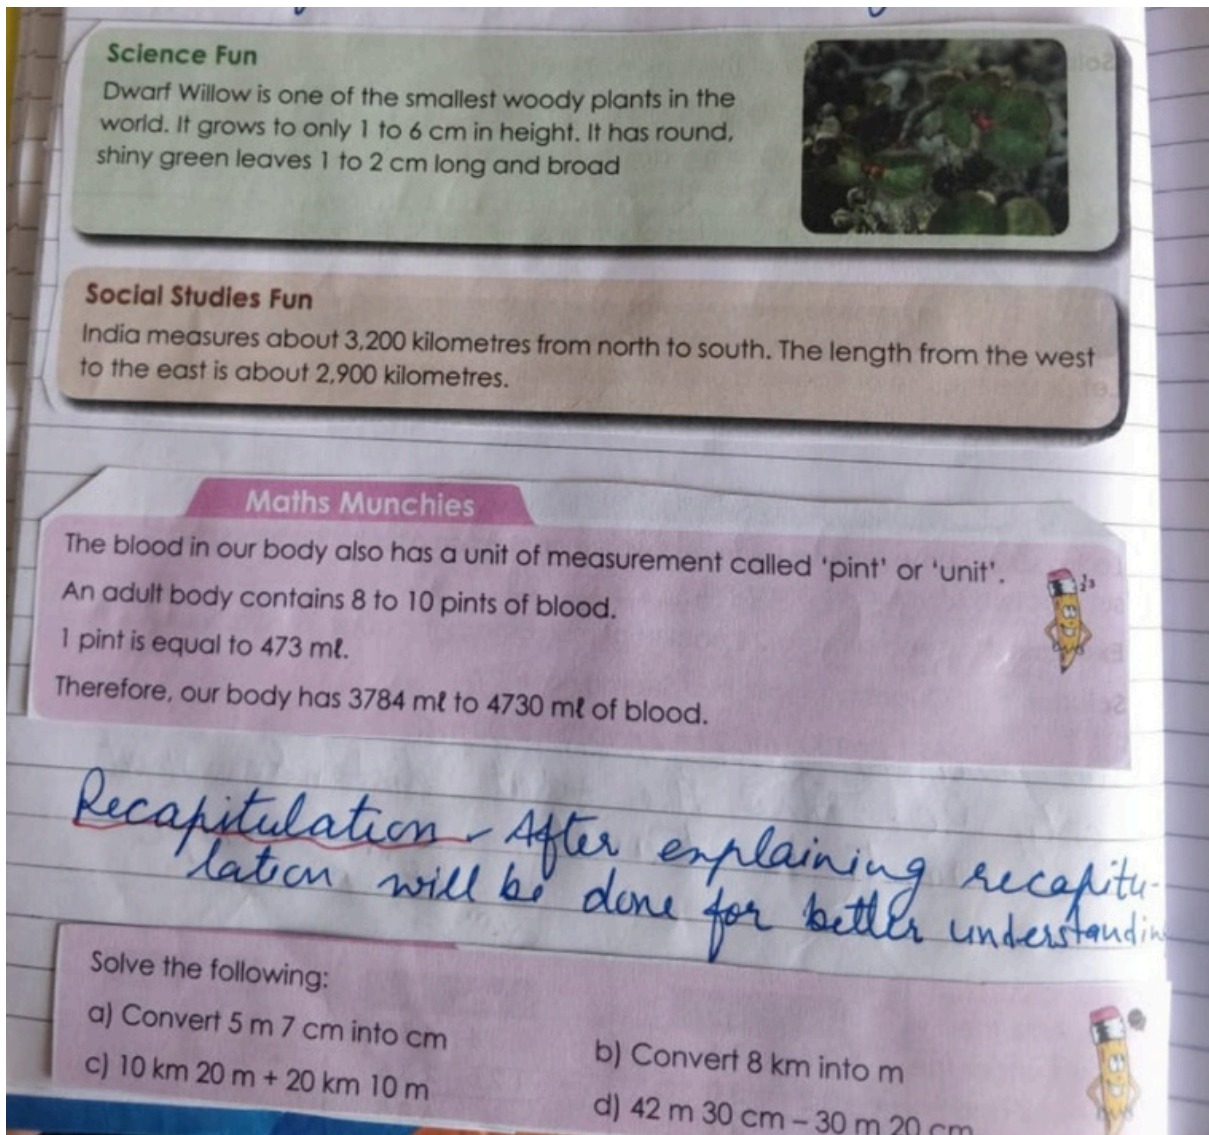 Science Fun
Dwarf Willow is one of the smallest woody plants in the
world. It grows to only 1 to 6 cm in height. It has round,
shiny green leaves 1 to 2 cm long and broad
Social Studies Fun
India measures about 3,200 kilometres from north to south. The length from the west
to the east is about 2,900 kilometres.
Maths Munchies
The blood in our body also has a unit of measurement called 'pint' or 'unit'.
An adult body contains 8 to 10 pints of blood.
1 pint is equal to 473 mℓ.
Therefore, our body has 3784 mℓ to 4730 mℓ of blood.
Recapitulation - After explaining recapitu-
lation will be done for better understandin
Solve the following:
a) Convert 5 m 7 cm into cm
b) Convert 8 km into m
c) 10 km 20 m + 20 km 10 m
d) 42 m 30 cm – 30 m 20 cm